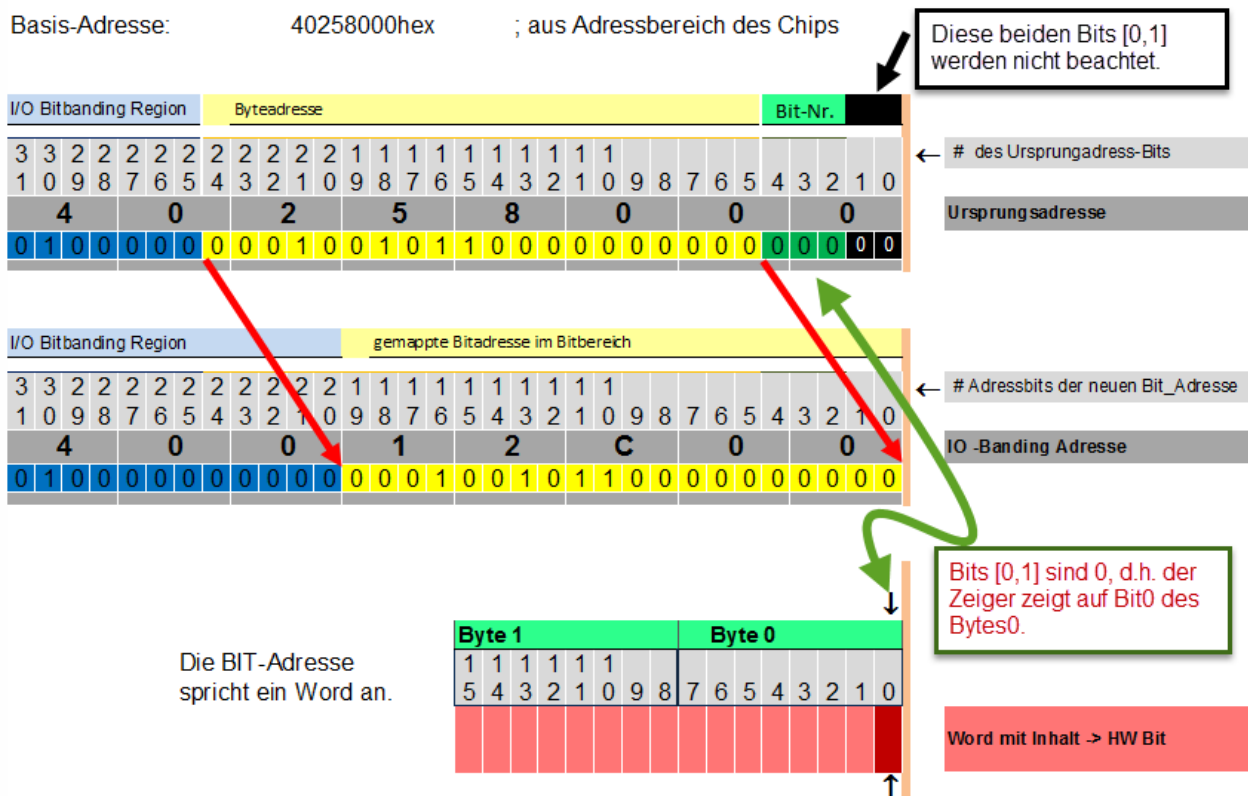 Basis-Adresse: 40258000hex ; aus Adressbereich des Chips
Diese beiden Bits [0,1]
werden nicht beachtet.
I/O Bitbanding Region Byteadresse Bit-Nr.
3 3 2 2 2 2 2 2 2 2 2 2 1 1 1 1 1 1 1 1 1 1
1 0 9 8 7 6 5 4 3 2 1 0 9 8 7 6 5 4 3 2 1 0 9 8 7 6 5 4 3 2 1 0
← # des Ursprungadress-Bits
4 0 2 5 8 0 0 0
Ursprungsadresse
0 1 0 0 0 0 0 0 0 0 1 0 0 1 0 1 1 0 0 0 0 0 0 0 0 0 0 0 0 0 0 0
I/O Bitbanding Region gemappte Bitadresse im Bitbereich
3 3 2 2 2 2 2 2 2 2 2 2 1 1 1 1 1 1 1 1 1 1
1 0 9 8 7 6 5 4 3 2 1 0 9 8 7 6 5 4 3 2 1 0 9 8 7 6 5 4 3 2 1 0
← # Adressbits der neuen Bit_Adresse
4 0 0 1 2 C 0 0
IO -Banding Adresse
0 1 0 0 0 0 0 0 0 0 0 0 0 0 0 1 0 0 1 0 1 1 0 0 0 0 0 0 0 0 0 0
Bits [0,1] sind 0, d.h. der
Zeiger zeigt auf Bit0 des
Bytes0.
↓
Die BIT-Adresse
spricht ein Word an.
Byte 1 Byte 0
1 1 1 1 1 1
5 4 3 2 1 0 9 8 7 6 5 4 3 2 1 0
Word mit Inhalt -> HW Bit
↑